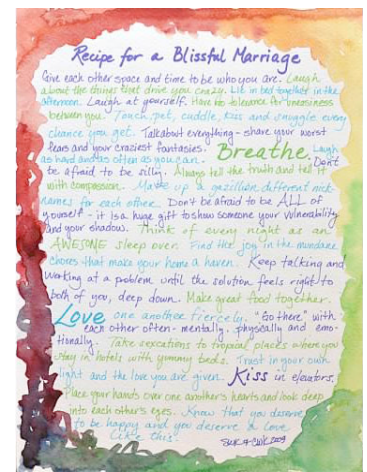 Recipe for a Blissful Marriage
Give each other space and time to be who you are. Laugh
about the things that drive you crazy. Lie in bed together in the
afternoon. Laugh at yourself. Have no tolerance for uneasiness
between you. Touch, pet, cuddle, kiss and snuggle every
chance you get. Talk about everything - share your worst
fears and your craziest fantasies. Breathe. Laugh
as hard and as often as you can. Don't
be afraid to be silly. Always tell the truth and tell it
with compassion. Make up a gazillion different nick-
names for each other. Don't be afraid to be ALL of
yourself - it is a huge gift to show someone your vulnerability
and your shadow. Think of every night as an
AWESOME sleep over. Find the joy in the mundane
chores that make your home a haven. Keep talking and
working at a problem until the solution feels right to
both of you, deep down. Make great food together.
Love one another fiercely. "Go there" with
each other often - mentally, physically and emo-
tionally. Take sexcations to tropical places where you
stay in hotels with yummy beds. Trust in your own
light and the love you are given. Kiss in elevators.
Place your hands over one another's hearts and look deep
into each other's eyes. Know that you deserve
to be happy and you deserve a love
like this.
2009